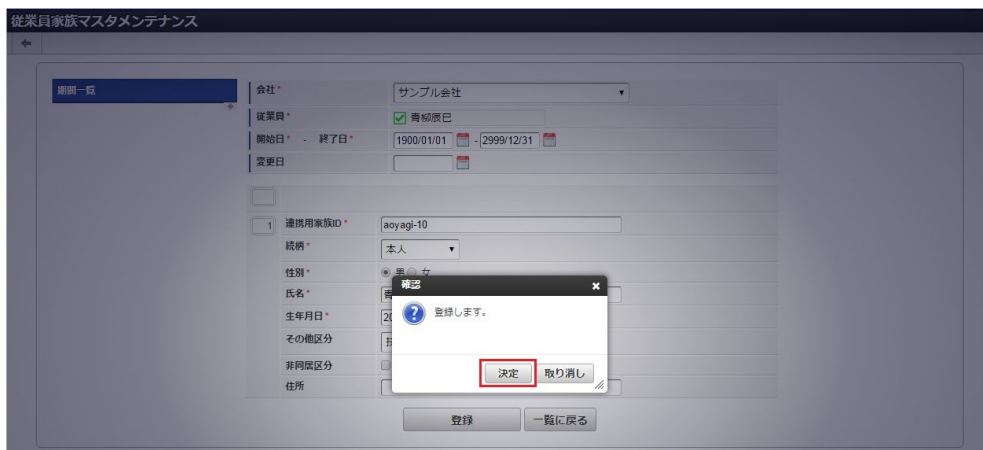 従業員家族マスタメンテナンス
期間一覧
会社*
サンプル会社
従業員*
青柳辰巳
開始日* - 終了日*
1900/01/01 - 2999/12/31
変更日
1
連携用家族ID*
aoyagi-10
続柄*
本人
性別*
男 女
氏名*
生年月日*
20
その他区分
非同居区分
住所
確認
登録します。
決定 取り消し
登録 一覧に戻る